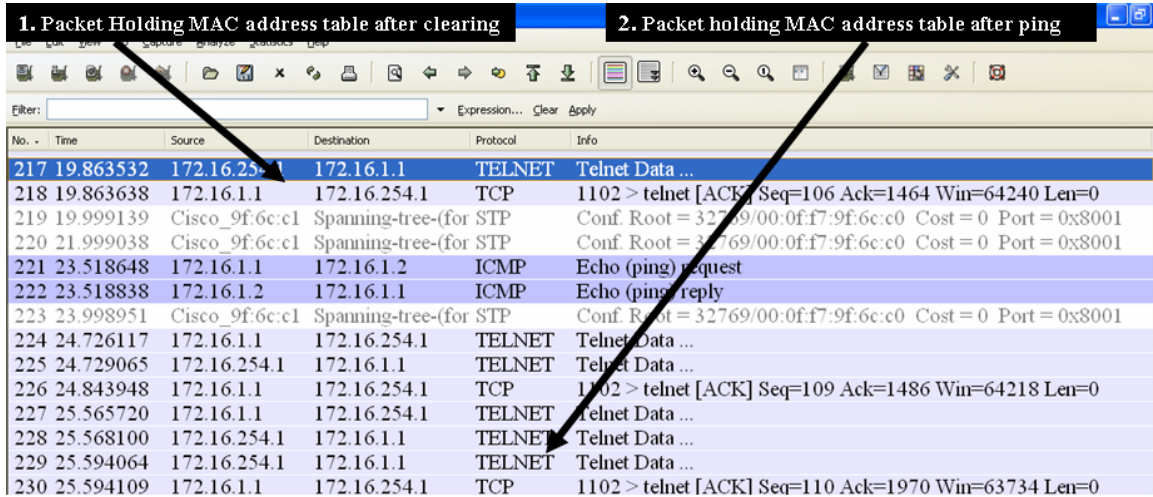 1. Packet Holding MAC address table after clearing
2. Packet holding MAC address table after ping
Filter:
Expression... Clear Apply
No. - Time Source Destination Protocol Info
217 19.863532 172.16.254.1 172.16.1.1 TELNET Telnet Data ...
218 19.863638 172.16.1.1 172.16.254.1 TCP 1102 > telnet [ACK] Seq=106 Ack=1464 Win=64240 Len=0
219 19.999139 Cisco_9f:6c:c1 Spanning-tree-(for STP Conf. Root = 32769/00:0f:f7:9f:6c:c0 Cost = 0 Port = 0x8001
220 21.999038 Cisco_9f:6c:c1 Spanning-tree-(for STP Conf. Root = 32769/00:0f:f7:9f:6c:c0 Cost = 0 Port = 0x8001
221 23.518648 172.16.1.1 172.16.1.2 ICMP Echo (ping) request
222 23.518838 172.16.1.2 172.16.1.1 ICMP Echo (ping) reply
223 23.998951 Cisco_9f:6c:c1 Spanning-tree-(for STP Conf. Root = 32769/00:0f:f7:9f:6c:c0 Cost = 0 Port = 0x8001
224 24.726117 172.16.1.1 172.16.254.1 TELNET Telnet Data ...
225 24.729065 172.16.254.1 172.16.1.1 TELNET Telnet Data ...
226 24.843948 172.16.1.1 172.16.254.1 TCP 1102 > telnet [ACK] Seq=109 Ack=1486 Win=64218 Len=0
227 25.565720 172.16.1.1 172.16.254.1 TELNET Telnet Data ...
228 25.568100 172.16.254.1 172.16.1.1 TELNET Telnet Data ...
229 25.594064 172.16.254.1 172.16.1.1 TELNET Telnet Data ...
230 25.594109 172.16.1.1 172.16.254.1 TCP 1102 > telnet [ACK] Seq=110 Ack=1970 Win=63734 Len=0